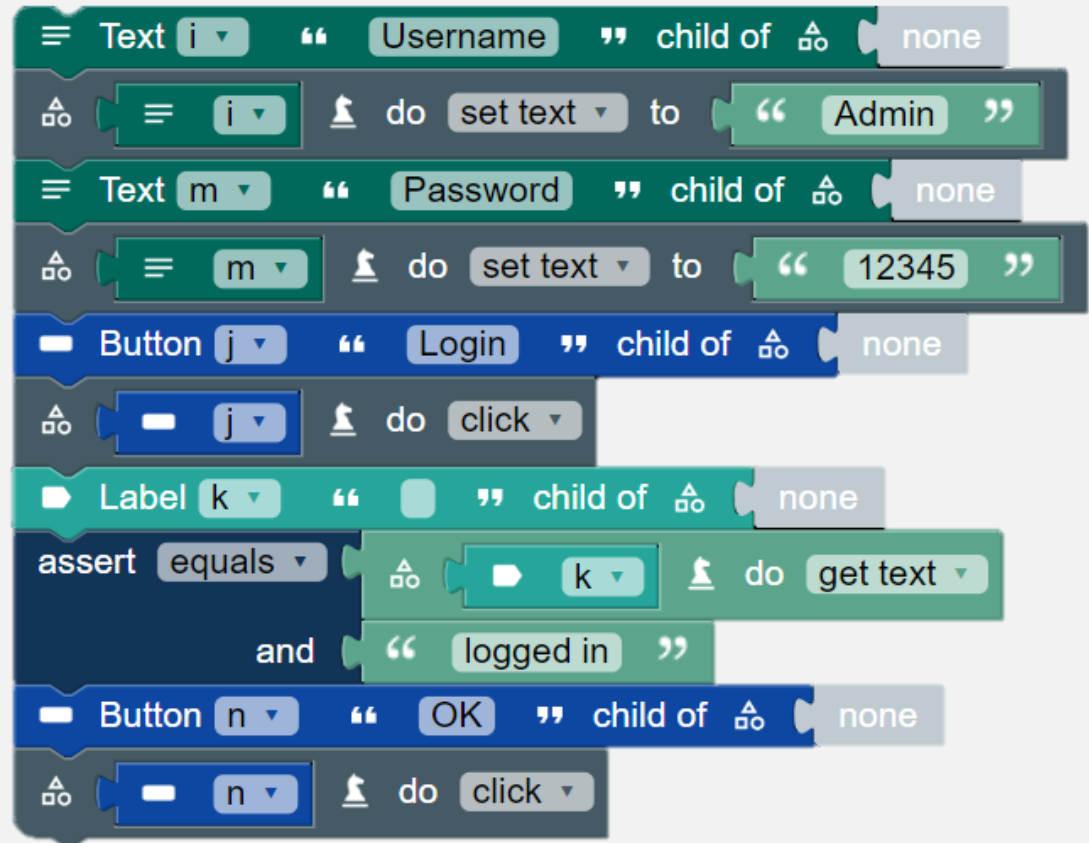 Text i “ Username ” child of none
i do set text to “ Admin ”
Text m “ Password ” child of none
m do set text to “ 12345 ”
Button j “ Login ” child of none
j do click
Label k “ ” child of none
assert equals k do get text
and “ logged in ”
Button n “ OK ” child of none
n do click